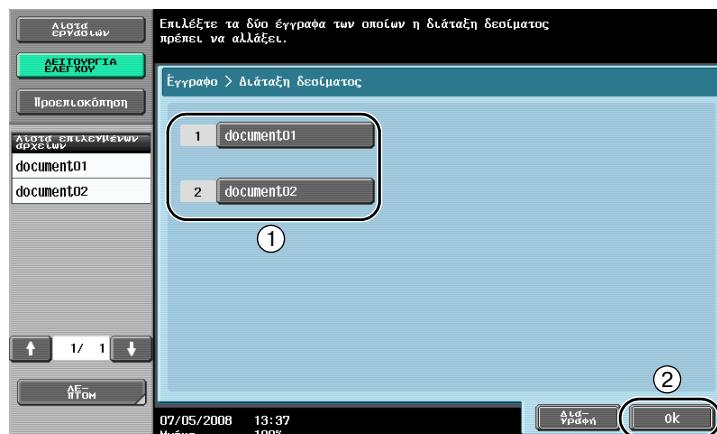 Λίστα
εργασιών
Επιλέξτε τα δύο έγγραφα των οποίων η διάταξη δεσίματος
πρέπει να αλλάξει.
ΛΕΙΤΟΥΡΓΙΑ
ΕΛΕΓΧΟΥ
Έγγραφο > Διάταξη δεσίματος
Προεπισκόπηση
Λίστα επιλεγμένων
αρχείων
1 document01
document01
document02
2 document02
1
1/ 1
ΛΕ-
ΠΤΟΜ
2
Δια-
γραφή
ok
07/05/2008 13:37
Μνήμη 100%